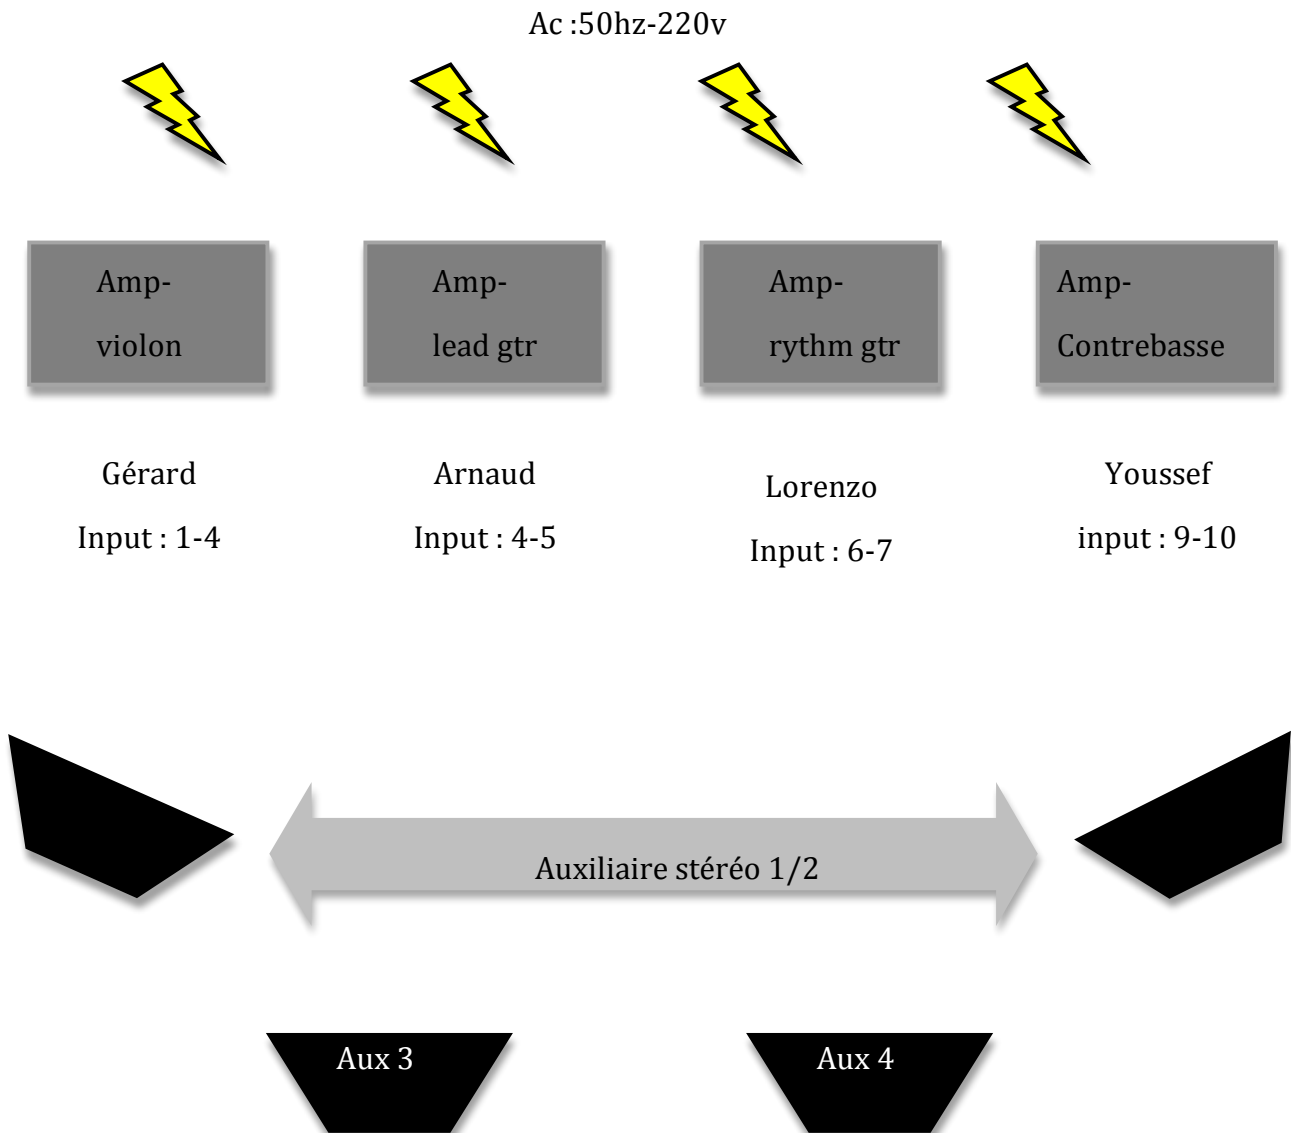 Ac :50hz-220v
Amp-
violon
Amp-
lead gtr
Amp-
rythm gtr
Amp-
Contrebasse
Gérard
Input : 1-4
Arnaud
Input : 4-5
Lorenzo
Input : 6-7
Youssef
input : 9-10
Auxiliaire stéréo 1/2
Aux 3
Aux 4